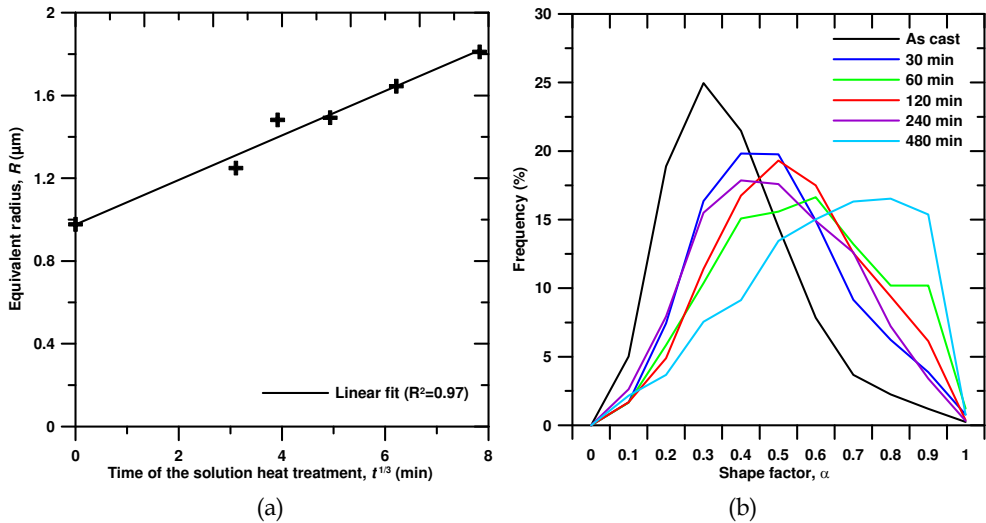 2
1.6
1.2
0.8
0.4
0
Equivalent radius, R (µm)
Linear fit (R²=0.97)
0 2 4 6 8
Time of the solution heat treatment, t^1/3 (min)
(a)
30
25
20
15
10
5
0
Frequency (%)
As cast
30 min
60 min
120 min
240 min
480 min
0 0.1 0.2 0.3 0.4 0.5 0.6 0.7 0.8 0.9 1
Shape factor, α
(b)